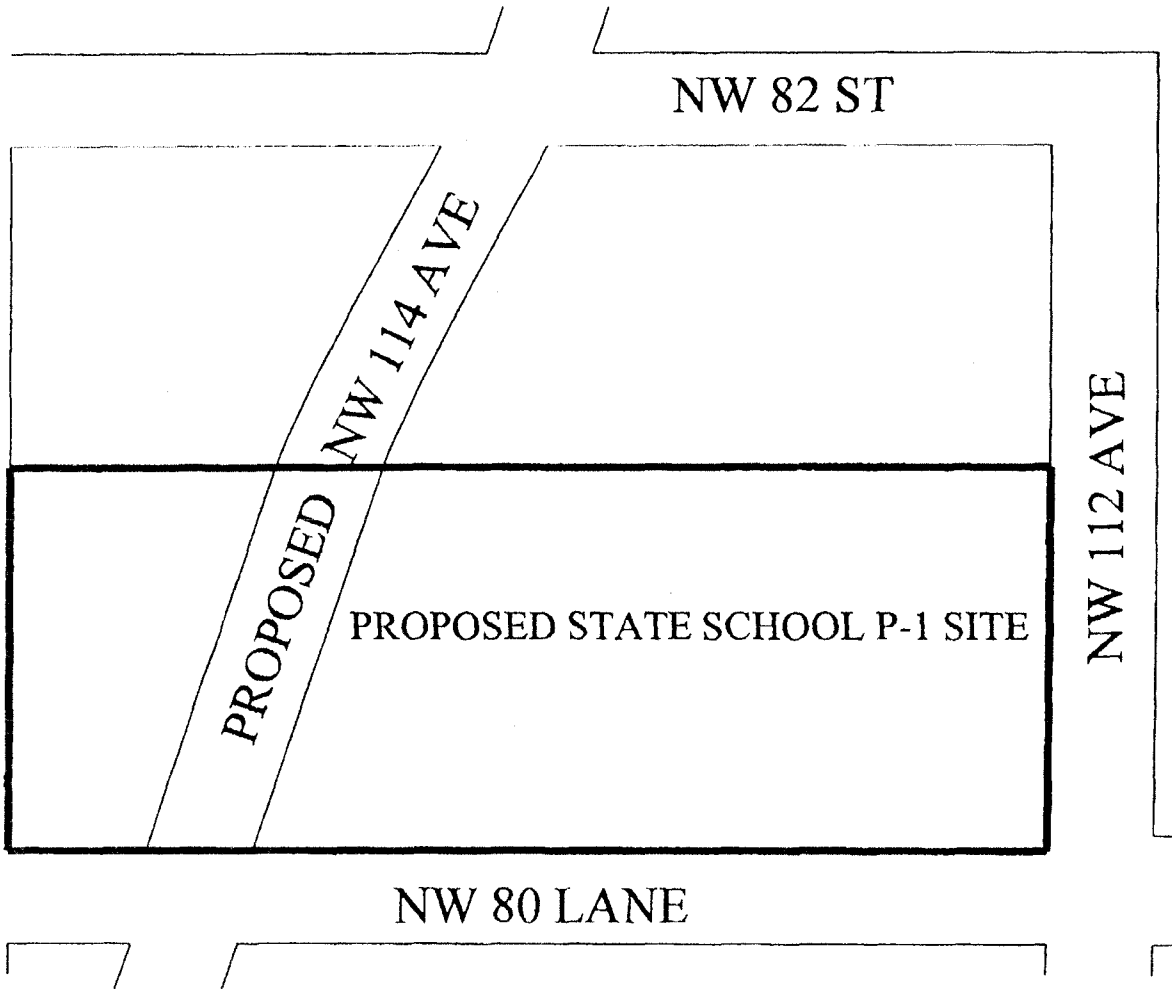 NW 82 ST
PROPOSED NW 114 AVE
NW 112 AVE
PROPOSED STATE SCHOOL P-1 SITE
NW 80 LANE